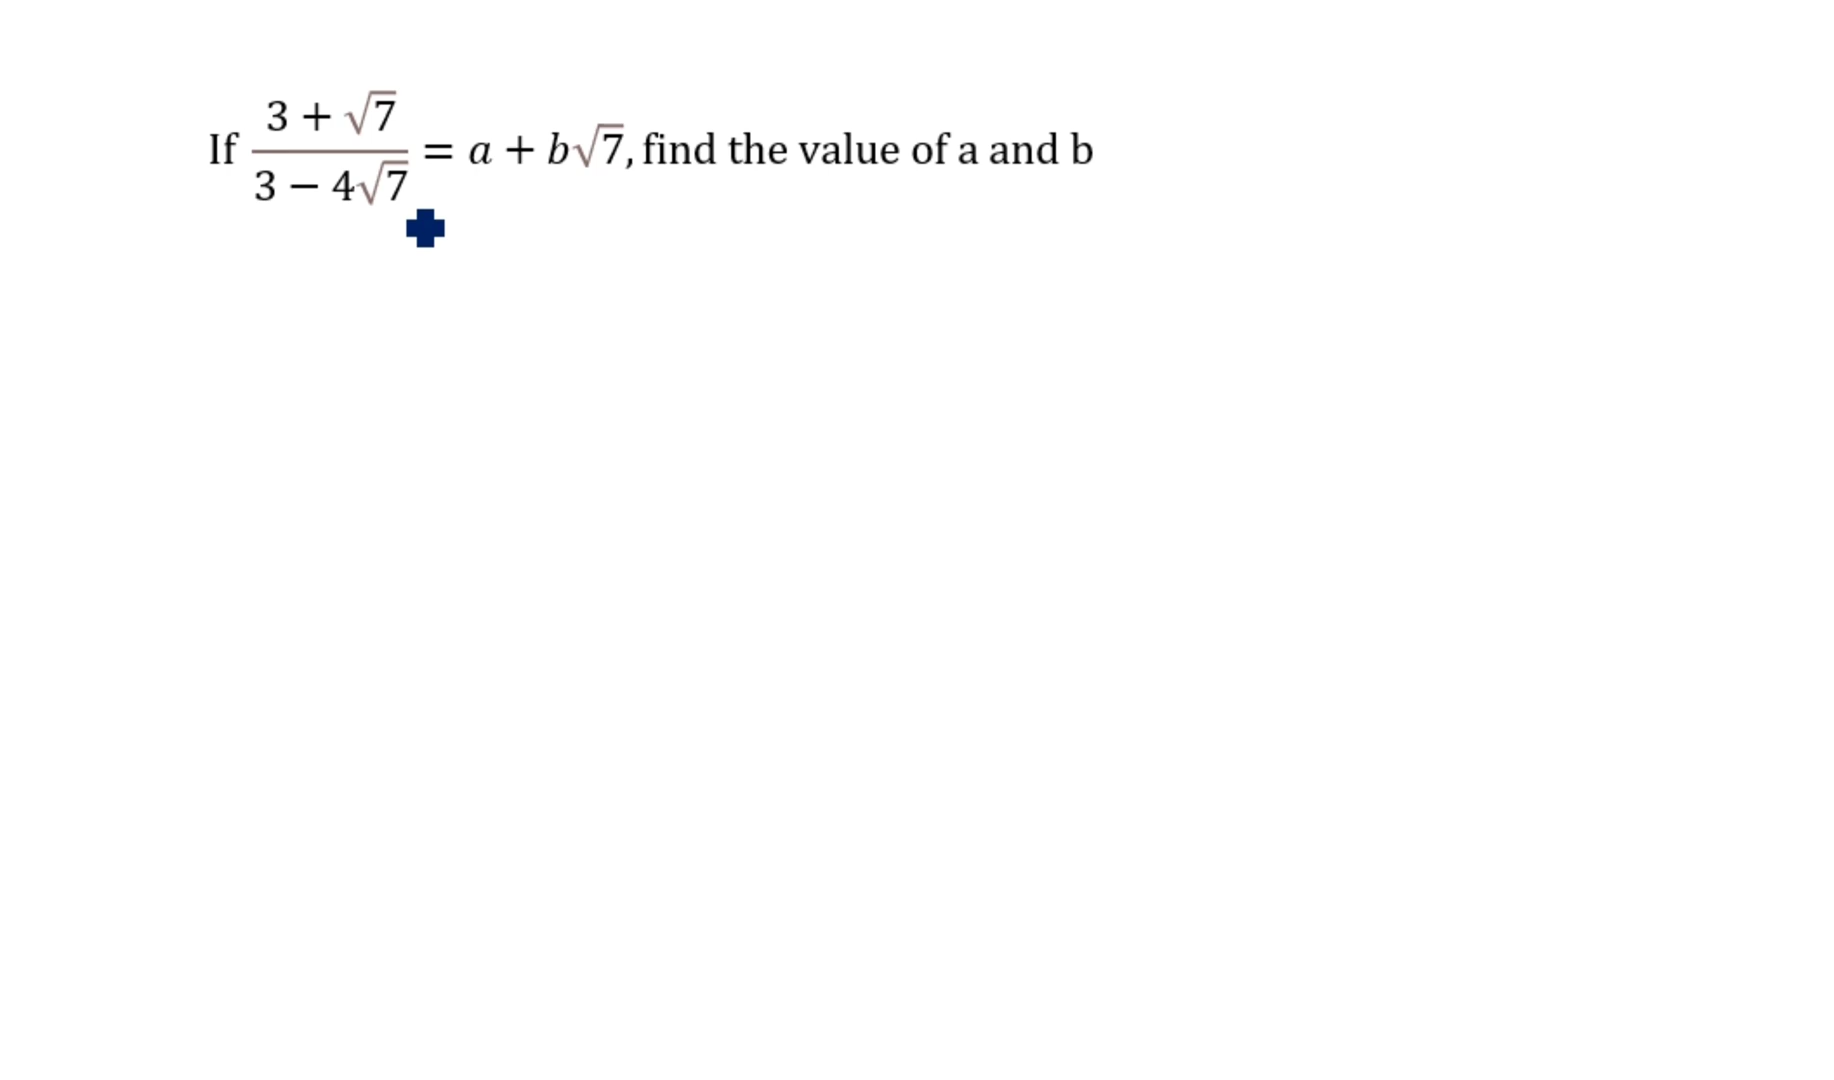 If (3 + √7)/(3 − 4√7) = a + b√7, find the value of a and b